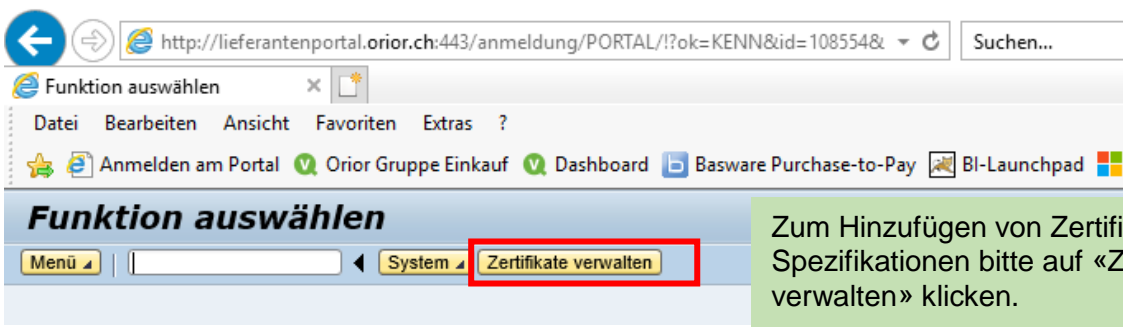 http://lieferantenportal.orior.ch:443/anmeldung/PORTAL/!?ok=KENN&id=108554& Suchen...
Funktion auswählen
Datei Bearbeiten Ansicht Favoriten Extras ?
Anmelden am Portal Orior Gruppe Einkauf Dashboard Basware Purchase-to-Pay BI-Launchpad
Funktion auswählen
Menü System Zertifikate verwalten
Zum Hinzufügen von
Spezifikationen bitte auf
verwalten» klicken.